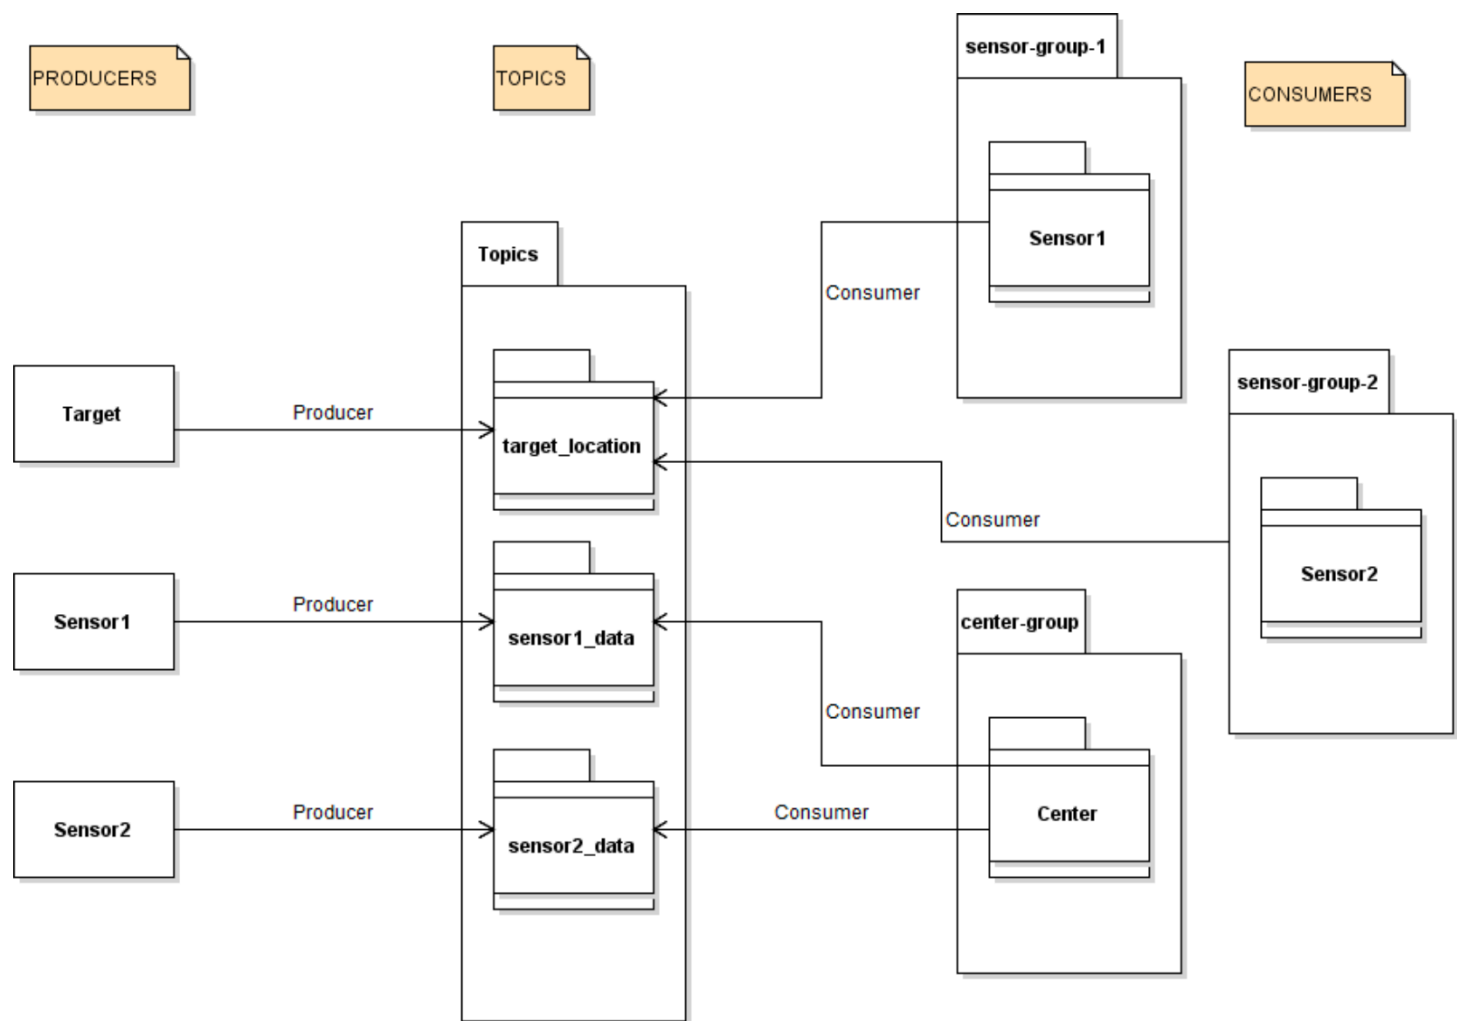 PRODUCERS
TOPICS
CONSUMERS
sensor-group-1
Sensor1
Consumer
Topics
Target
Producer
target_location
sensor-group-2
Consumer
Sensor2
Sensor1
Producer
sensor1_data
center-group
Consumer
Sensor2
Producer
sensor2_data
Consumer
Center